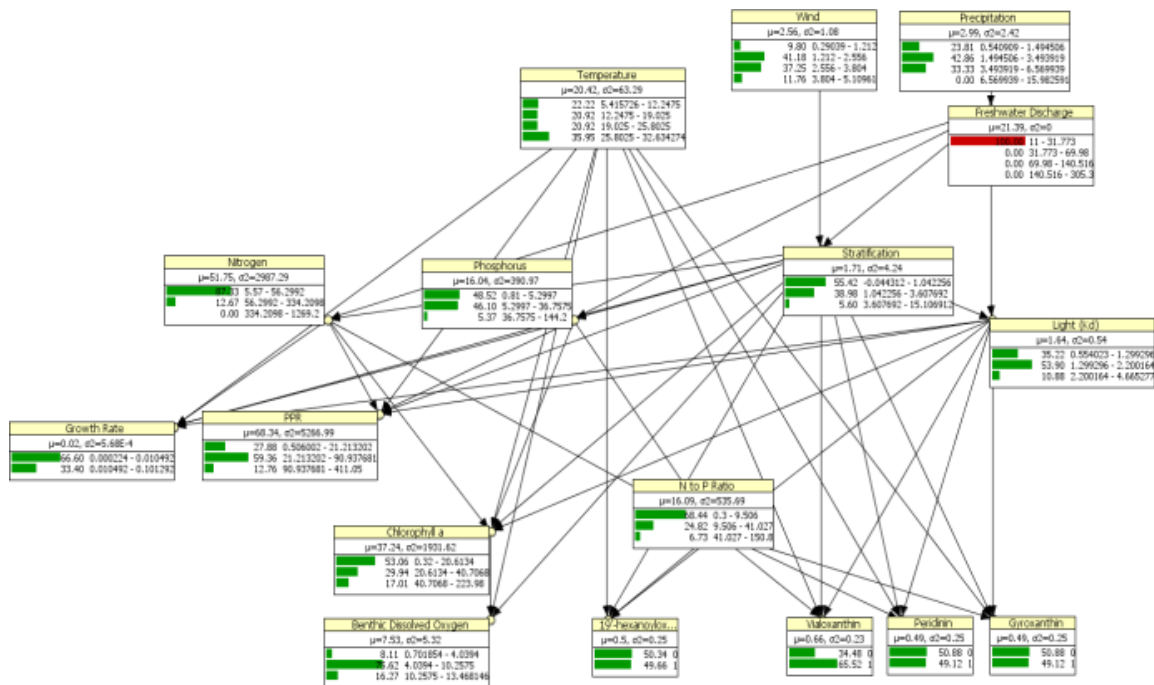 Wind
μ=2.56, σ2=1.08
9.80 0.29039 - 1.212
41.18 1.212 - 2.556
37.25 2.556 - 3.804
11.76 3.804 - 5.10961
Precipitation
μ=2.99, σ2=2.42
23.81 0.540909 - 1.494506
42.86 1.494506 - 3.493919
33.33 3.493919 - 6.569939
0.00 6.569939 - 15.982591
Temperature
μ=20.42, σ2=63.29
22.22 5.415726 - 12.2475
20.92 12.2475 - 19.025
20.92 19.025 - 25.8025
35.95 25.8025 - 32.634274
Freshwater Discharge
μ=21.39, σ2=0
100.00 11 - 31.773
0.00 31.773 - 69.98
0.00 69.98 - 140.516
0.00 140.516 - 305.3
Nitrogen
μ=51.75, σ2=2987.29
5.57 - 56.2992
12.67 56.2992 - 334.2098
0.00 334.2098 - 1269.2
Phosphorus
μ=16.04, σ2=390.97
48.52 0.81 - 5.2997
46.10 5.2997 - 36.7575
5.37 36.7575 - 144.2
Stratification
μ=1.71, σ2=4.24
55.42 -0.044312 - 1.042256
38.98 1.042256 - 3.607692
5.60 3.607692 - 15.106912
Light (Kd)
μ=1.64, σ2=0.54
35.22 0.554023 - 1.299296
53.90 1.299296 - 2.200164
10.88 2.200164 - 4.665277
Growth Rate
μ=0.02, σ2=5.68E-4
66.60 0.000224 - 0.010492
33.40 0.010492 - 0.101292
PPR
μ=68.34, σ2=5266.99
27.88 0.506002 - 21.213202
59.36 21.213202 - 90.937681
12.76 90.937681 - 411.05
N to P Ratio
μ=16.09, σ2=535.69
68.44 0.3 - 9.506
24.82 9.506 - 41.027
6.73 41.027 - 150.8
Chlorophyll a
μ=37.24, σ2=1931.62
53.06 0.32 - 20.6134
29.94 20.6134 - 40.7068
17.01 40.7068 - 223.98
Benthic Dissolved Oxygen
μ=7.53, σ2=5.32
8.11 0.701854 - 4.0394
75.62 4.0394 - 10.2575
16.27 10.2575 - 13.468146
19'-hexanoylox...
μ=0.5, σ2=0.25
50.34 0
49.66 1
Vialoxanthin
μ=0.66, σ2=0.23
34.48 0
65.52 1
Peridinin
μ=0.49, σ2=0.25
50.88 0
49.12 1
Gyroxanthin
μ=0.49, σ2=0.25
50.88 0
49.12 1